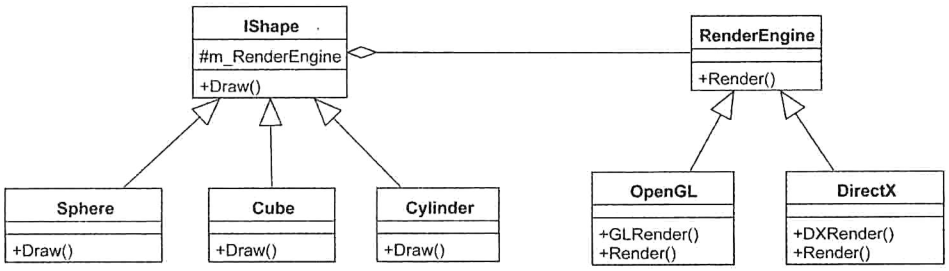 IShape
#m_RenderEngine
+Draw()
RenderEngine
+Render()
Sphere
+Draw()
Cube
+Draw()
Cylinder
+Draw()
OpenGL
+GLRender()
+Render()
DirectX
+DXRender()
+Render()